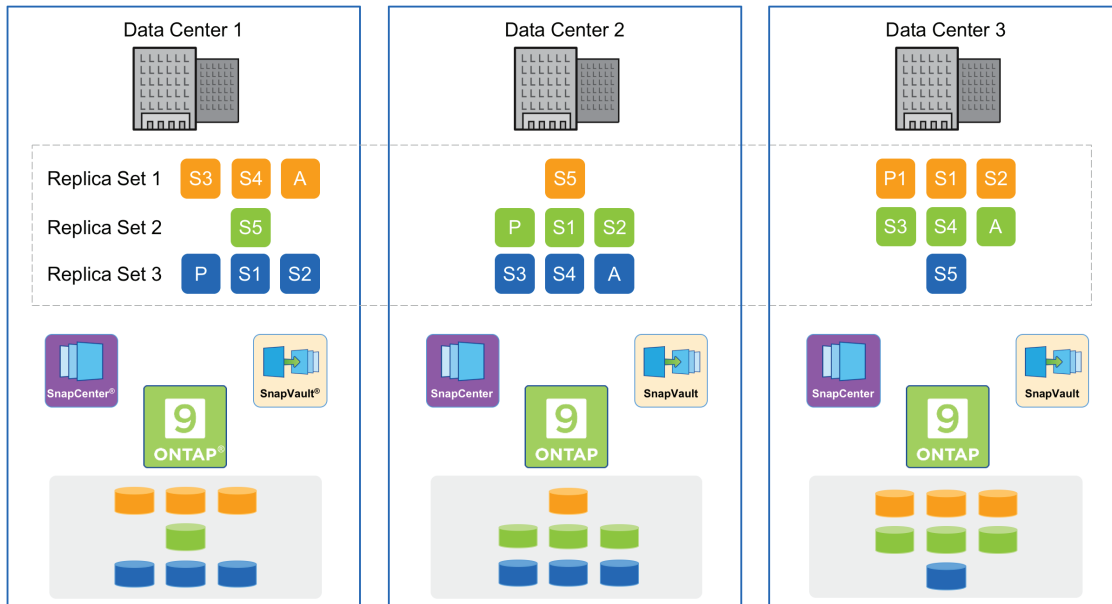 Data Center 1 Data Center 2 Data Center 3
Replica Set 1 S3 S4 A S5 P1 S1 S2
Replica Set 2 S5 P S1 S2 S3 S4 A
Replica Set 3 P S1 S2 S3 S4 A S5
SnapCenter® SnapVault® SnapCenter SnapVault SnapCenter SnapVault
9 9 9
ONTAP® ONTAP ONTAP